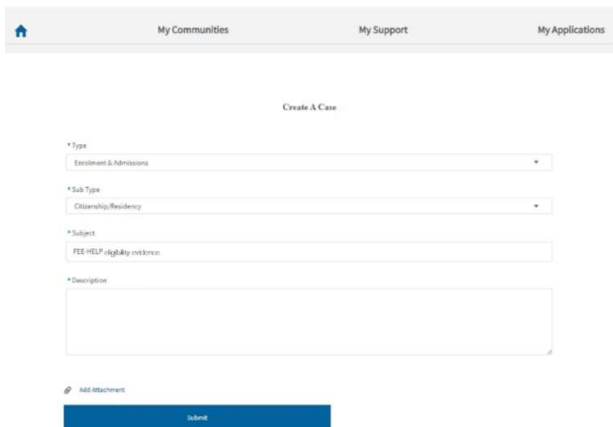 My Communities My Support My Applications
Create A Case
* Type
Enrolment & Admissions
* Sub Type
Citizenship/Residency
* Subject
FEE-HELP eligibility evidence
* Description
Add Attachment
Submit